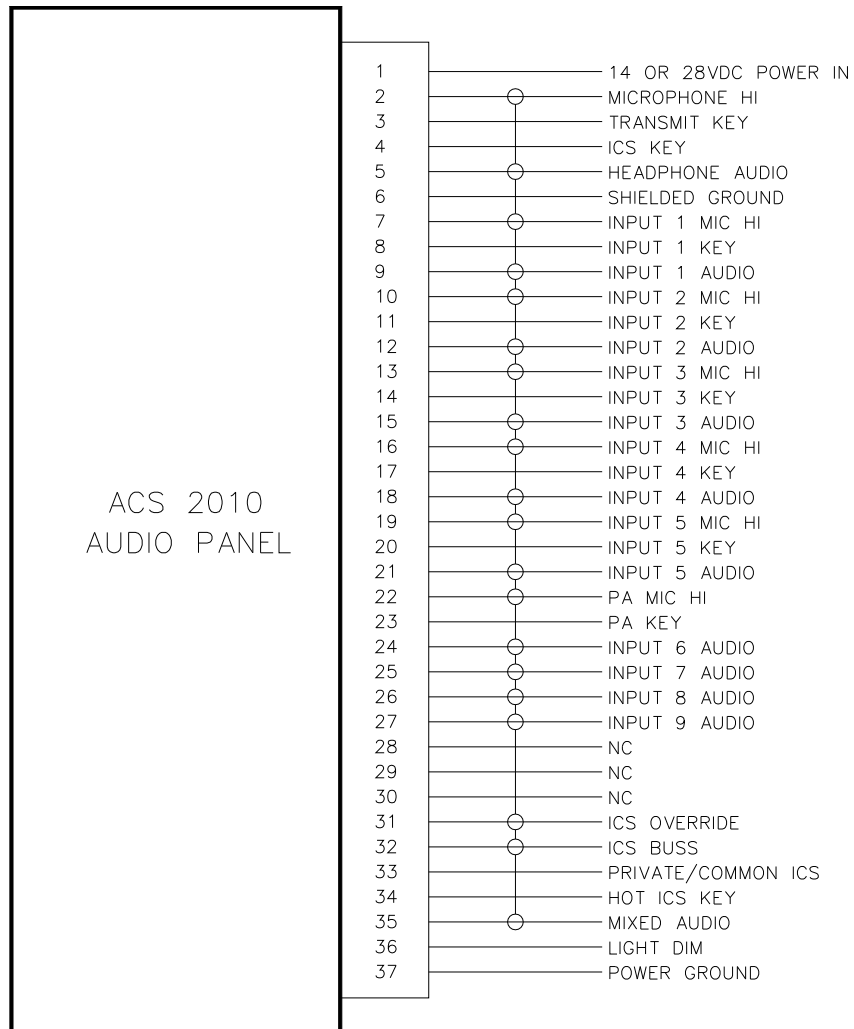 ACS 2010
AUDIO PANEL
1 14 OR 28VDC POWER IN
2 MICROPHONE HI
3 TRANSMIT KEY
4 ICS KEY
5 HEADPHONE AUDIO
6 SHIELDED GROUND
7 INPUT 1 MIC HI
8 INPUT 1 KEY
9 INPUT 1 AUDIO
10 INPUT 2 MIC HI
11 INPUT 2 KEY
12 INPUT 2 AUDIO
13 INPUT 3 MIC HI
14 INPUT 3 KEY
15 INPUT 3 AUDIO
16 INPUT 4 MIC HI
17 INPUT 4 KEY
18 INPUT 4 AUDIO
19 INPUT 5 MIC HI
20 INPUT 5 KEY
21 INPUT 5 AUDIO
22 PA MIC HI
23 PA KEY
24 INPUT 6 AUDIO
25 INPUT 7 AUDIO
26 INPUT 8 AUDIO
27 INPUT 9 AUDIO
28 NC
29 NC
30 NC
31 ICS OVERRIDE
32 ICS BUSS
33 PRIVATE/COMMON ICS
34 HOT ICS KEY
35 MIXED AUDIO
36 LIGHT DIM
37 POWER GROUND